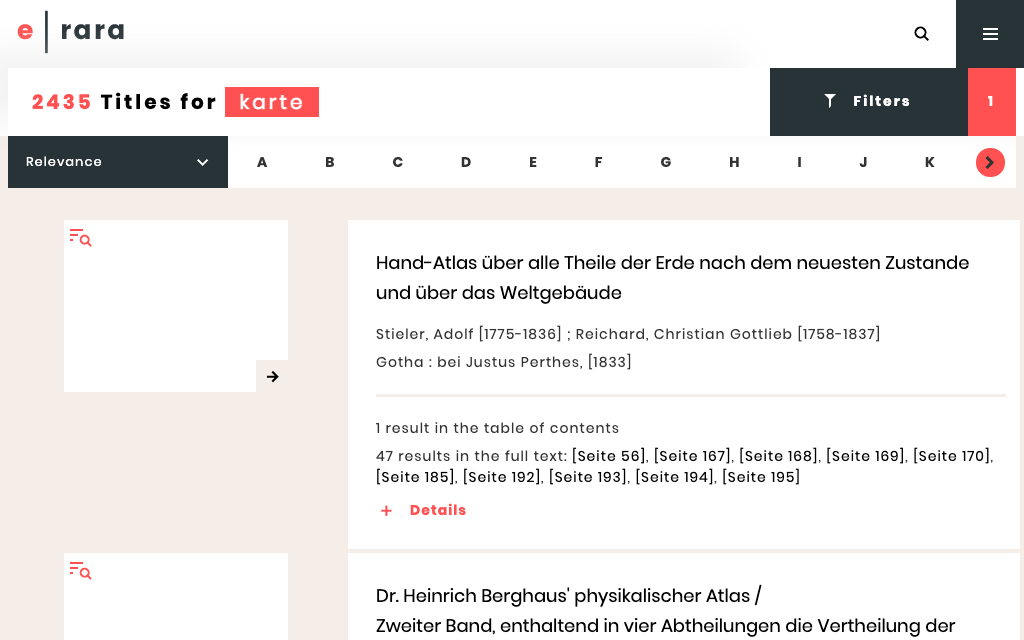 e | rara
2435 Titles for karte
Filters
1
Relevance
A B C D E F G H I J K
Hand-Atlas über alle Theile der Erde nach dem neuesten Zustande
und über das Weltgebäude
Stieler, Adolf [1775-1836] ; Reichard, Christian Gottlieb [1758-1837]
Gotha : bei Justus Perthes, [1833]
1 result in the table of contents
47 results in the full text: [Seite 56], [Seite 167], [Seite 168], [Seite 169], [Seite 170],
[Seite 185], [Seite 192], [Seite 193], [Seite 194], [Seite 195]
+ Details
Dr. Heinrich Berghaus' physikalischer Atlas /
Zweiter Band, enthaltend in vier Abtheilungen die Vertheilung der